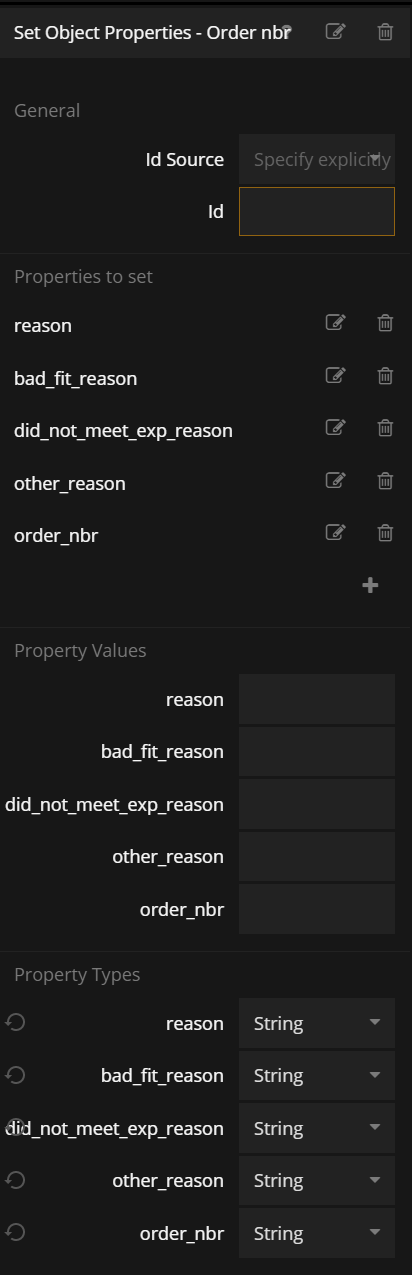 Set Object Properties - Order nbr
General
Id Source Specify explicitly
Id
Properties to set
reason
bad_fit_reason
did_not_meet_exp_reason
other_reason
order_nbr
Property Values
reason
bad_fit_reason
did_not_meet_exp_reason
other_reason
order_nbr
Property Types
reason String
bad_fit_reason String
did_not_meet_exp_reason String
other_reason String
order_nbr String